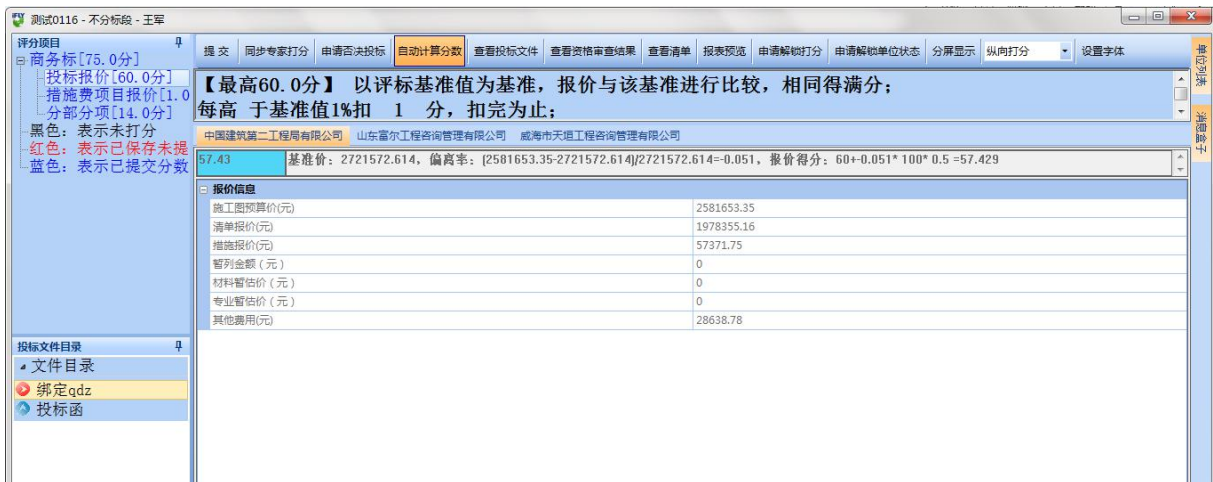 测试0116 - 不分标段 - 王军
评分项目
商务标[75.0分]
投标报价[60.0分]
措施费项目报价[1.0
分部分项[14.0分]
黑色：表示未打分
红色：表示已保存未提
蓝色：表示已提交分数
提 交 同步专家打分 申请否决投标 自动计算分数 查看投标文件 查看资格审查结果 查看清单 报表预览 申请解锁打分 申请解锁单位状态 分屏显示 纵向打分 设置字体
【最高60.0分】 以评标基准值为基准，报价与该基准进行比较，相同得满分；
每高 于基准值1%扣 1 分，扣完为止；
中国建筑第二工程局有限公司 山东富尔工程咨询管理有限公司 威海市天垣工程咨询管理有限公司
57.43 基准价：2721572.614，偏离率：(2581653.35-2721572.614)/2721572.614=-0.051，报价得分：60+-0.051* 100* 0.5 =57.429
报价信息
施工图预算价(元) 2581653.35
清单报价(元) 1978355.16
措施报价(元) 57371.75
暂列金额（元） 0
材料暂估价（元） 0
专业暂估价（元） 0
其他费用(元) 28638.78
投标文件目录
文件目录
绑定qdz
投标函
单位列表
消息盒子